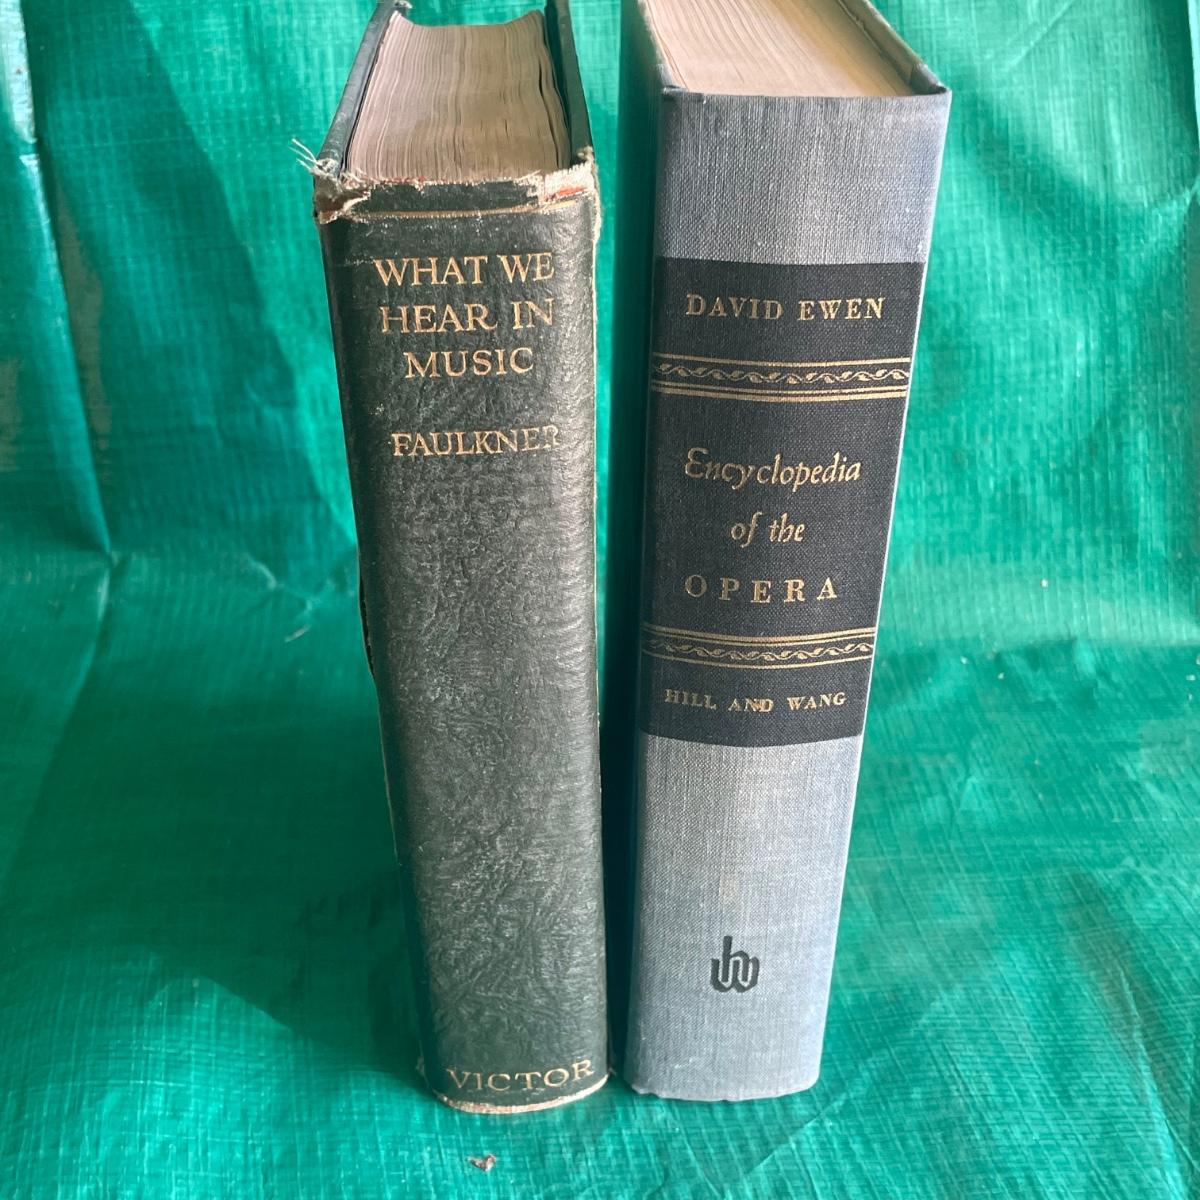 WHAT WE
HEAR IN
MUSIC
FAULKNER
VICTOR
DAVID EWEN
Encyclopedia
of the
OPERA
HILL AND WANG
hw